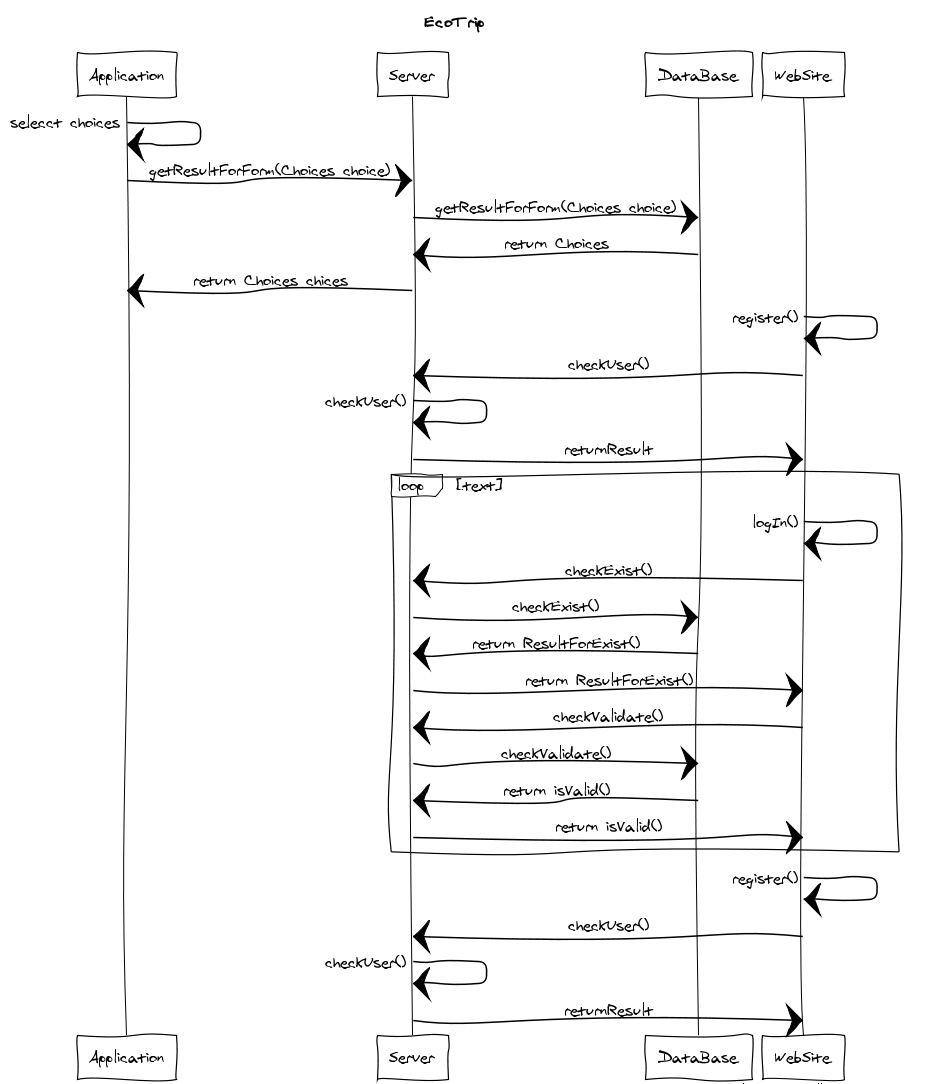 EcoTrip
Application Server DataBase WebSite
selecct choices
getResultForForm(Choices choice)
getResultForForm(Choices choice)
return Choices
return Choices chices
register()
checkUser()
checkUser()
returnResult
loop [text]
logIn()
checkExist()
checkExist()
return ResultForExist()
return ResultForExist()
checkValidate()
checkValidate()
return isValid()
return isValid()
register()
checkUser()
checkUser()
returnResult
Application Server DataBase WebSite